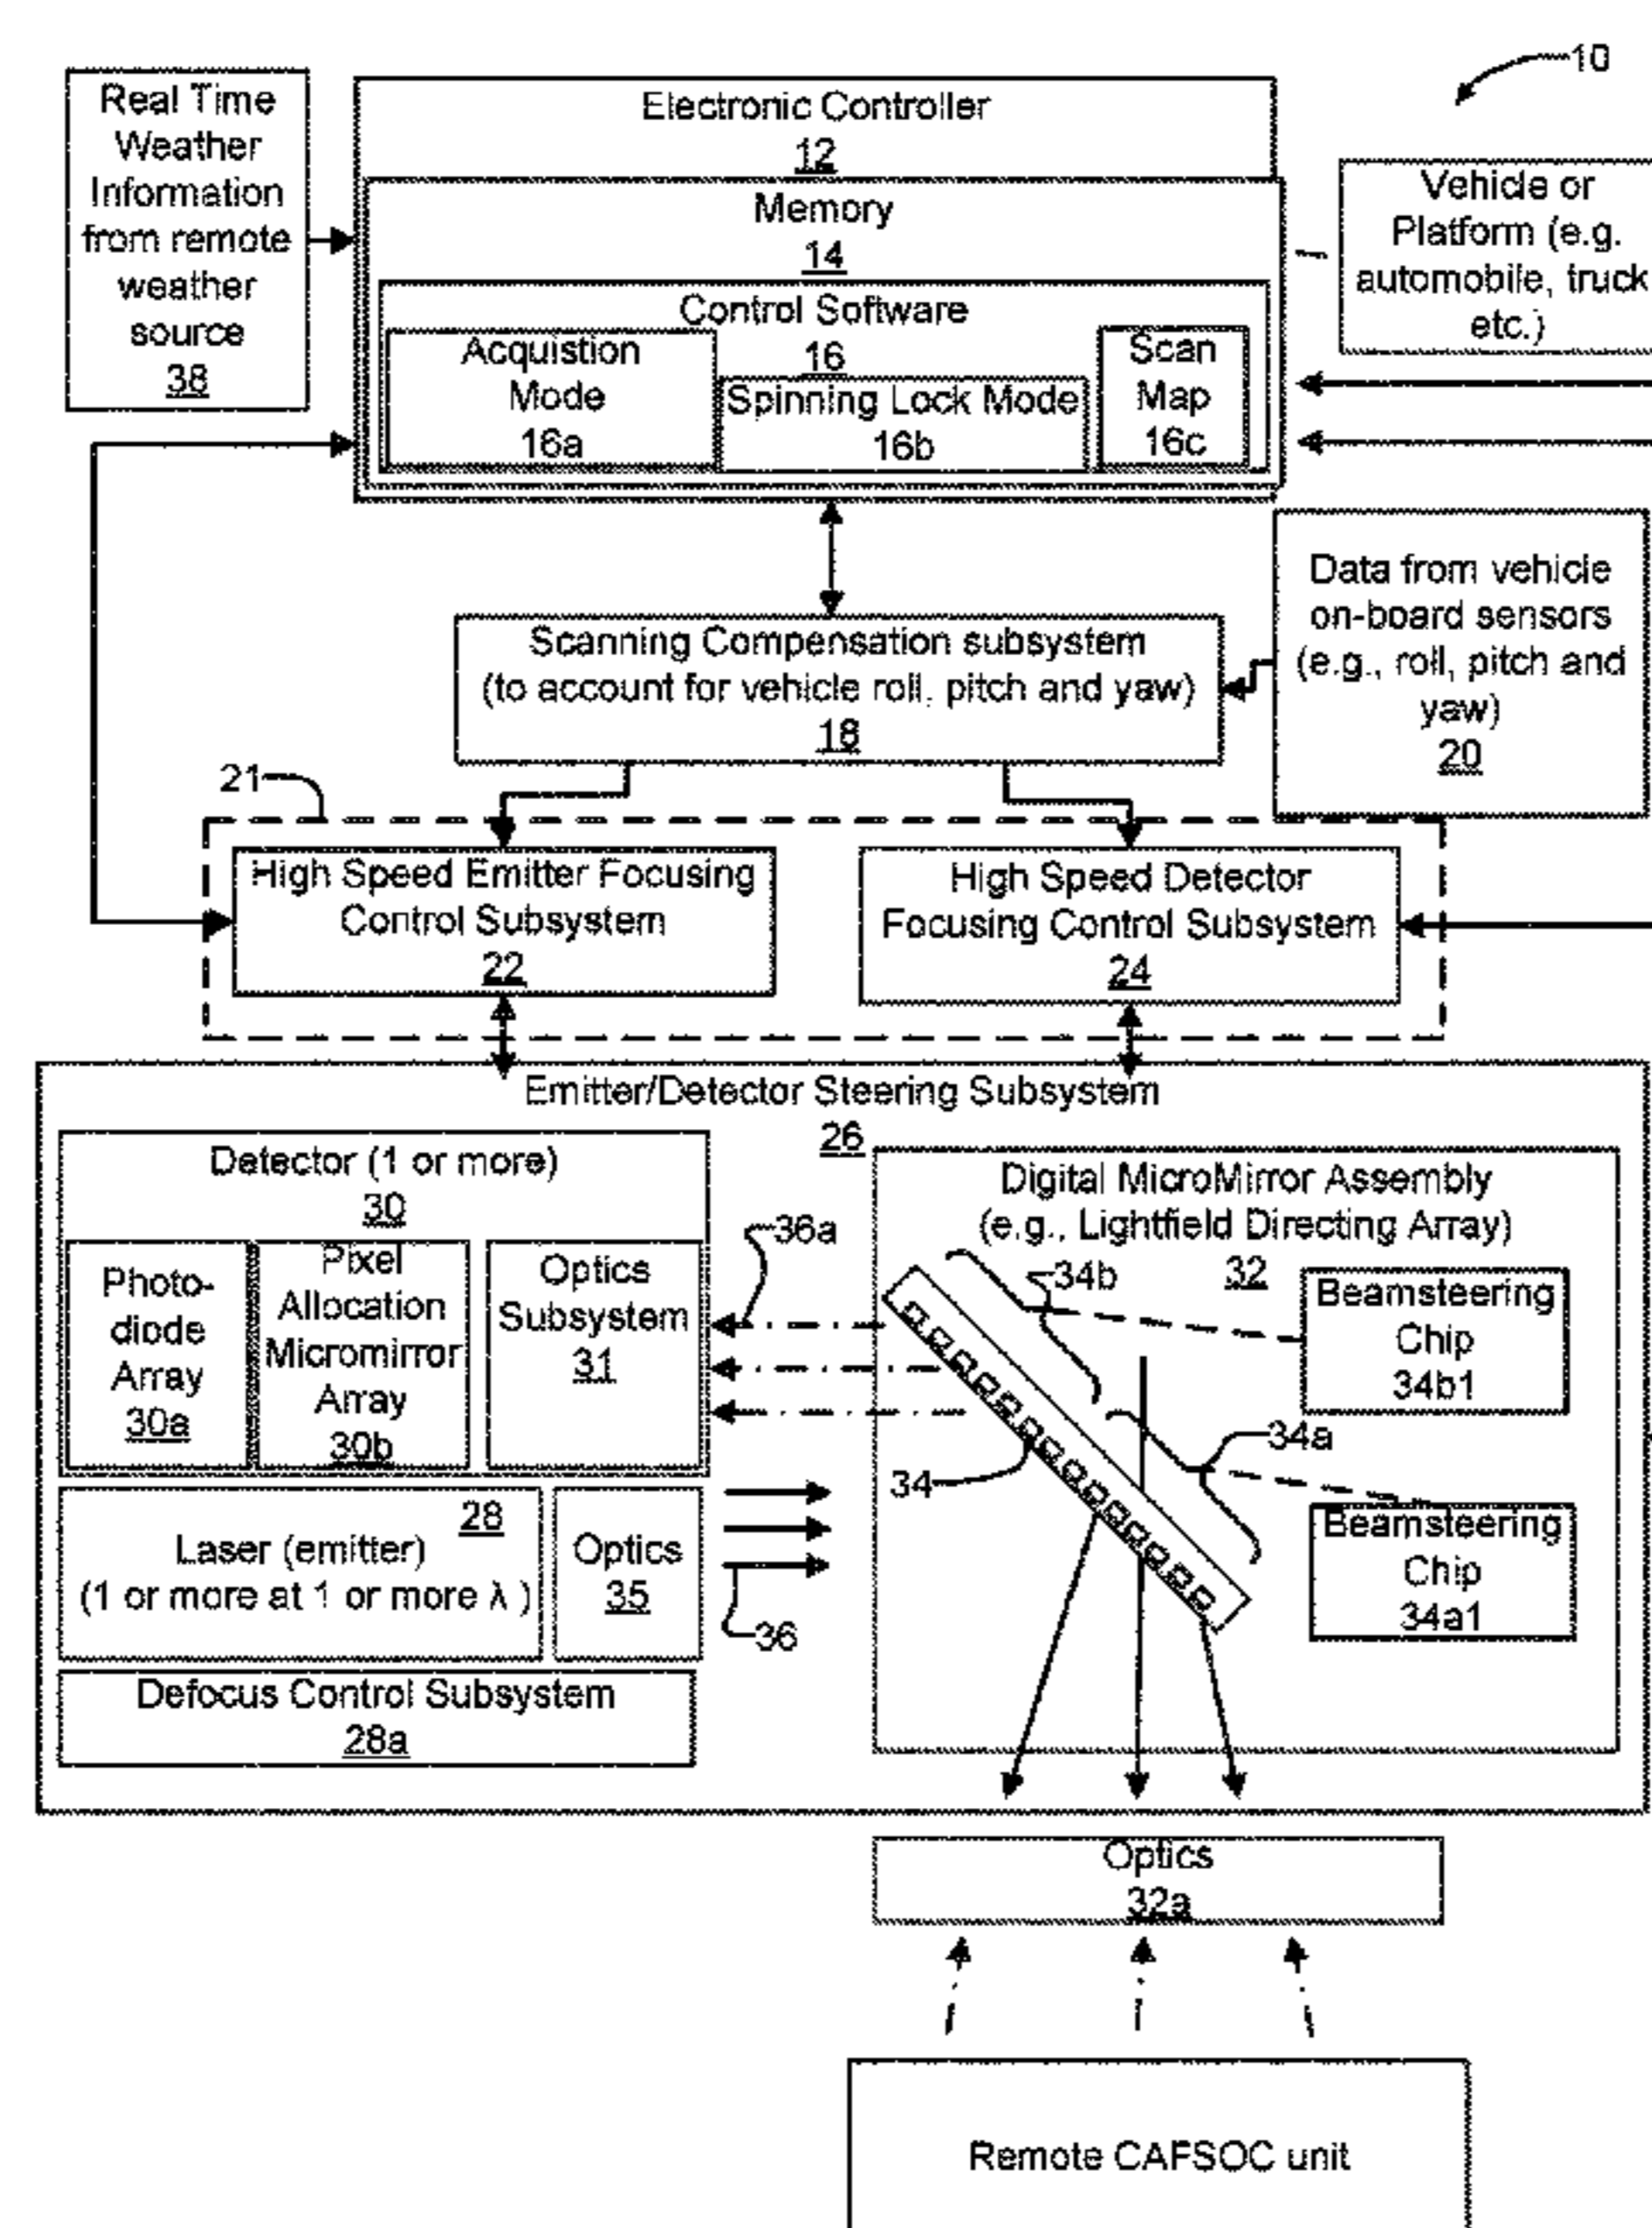 10
Real Time
Weather
Information
from remote
weather
source
38
Electronic Controller
12
Memory
14
Control Software
16
Acquistion
Mode
16a
Spinning Lock Mode
16b
Scan
Map
16c
Vehicle or
Platform (e.g.
automobile, truck
etc.)
Scanning Compensation subsystem
(to account for vehicle roll, pitch and yaw)
18
Data from vehicle
on-board sensors
(e.g., roll, pitch and
yaw)
20
21
High Speed Emitter Focusing
Control Subsystem
22
High Speed Detector
Focusing Control Subsystem
24
Emitter/Detector Steering Subsystem
26
Detector (1 or more)
30
Photo-
diode
Array
30a
Pixel
Allocation
Micromirror
Array
30b
Optics
Subsystem
31
36a
Digital MicroMirror Assembly
(e.g., Lightfield Directing Array)
32
34b
Beamsteering
Chip
34b1
34a
34
Beamsteering
Chip
34a1
28
Laser (emitter)
(1 or more at 1 or more λ )
Optics
35
36
Defocus Control Subsystem
28a
Optics
32a
Remote CAFSOC unit